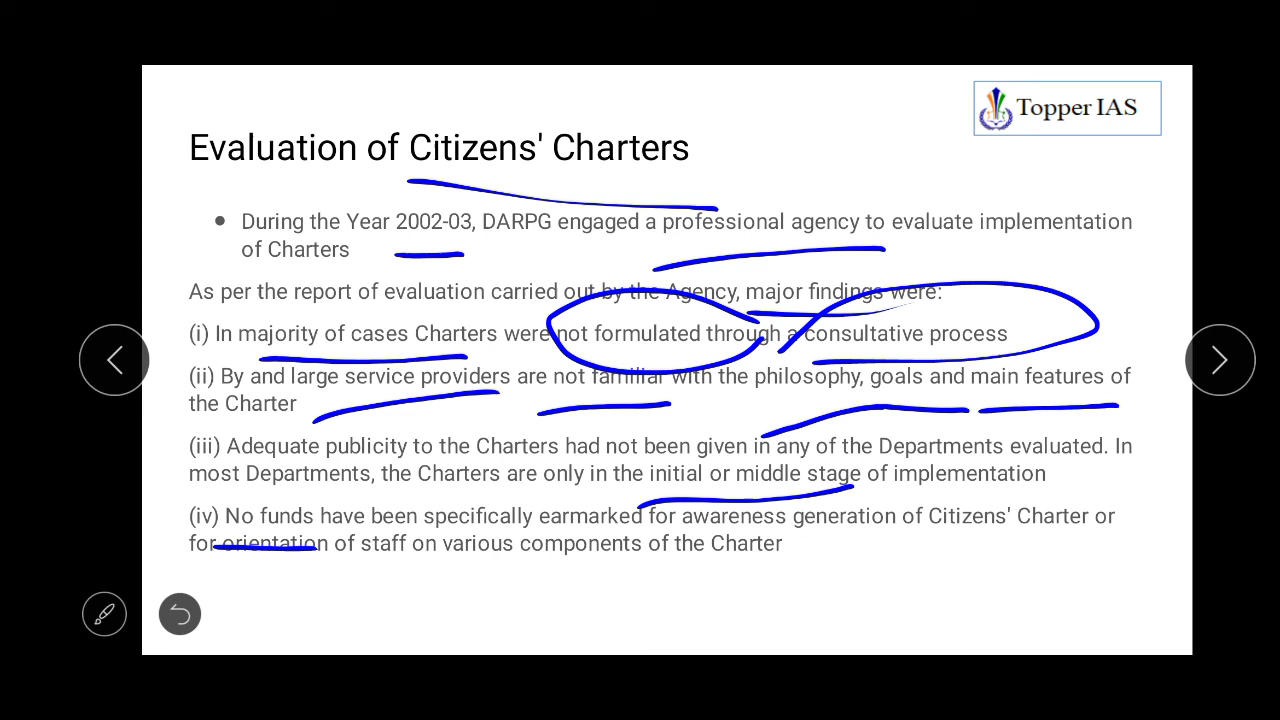 Topper IAS
Evaluation of Citizens' Charters
● During the Year 2002-03, DARPG engaged a professional agency to evaluate implementation
of Charters
As per the report of evaluation carried out by the Agency, major findings were:
(i) In majority of cases Charters were not formulated through a consultative process
(ii) By and large service providers are not familiar with the philosophy, goals and main features of
the Charter
(iii) Adequate publicity to the Charters had not been given in any of the Departments evaluated. In
most Departments, the Charters are only in the initial or middle stage of implementation
(iv) No funds have been specifically earmarked for awareness generation of Citizens' Charter or
for orientation of staff on various components of the Charter